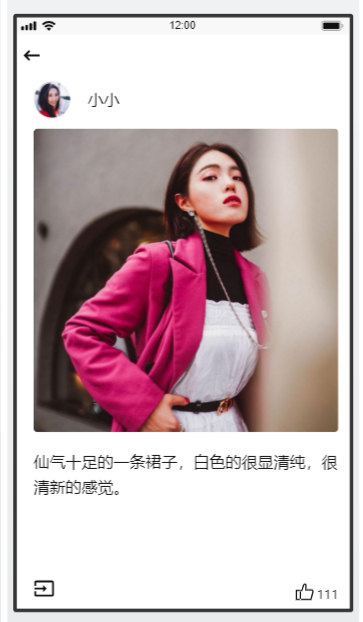 12:00
小小
仙气十足的一条裙子，白色的很显清纯，很
清新的感觉。
111